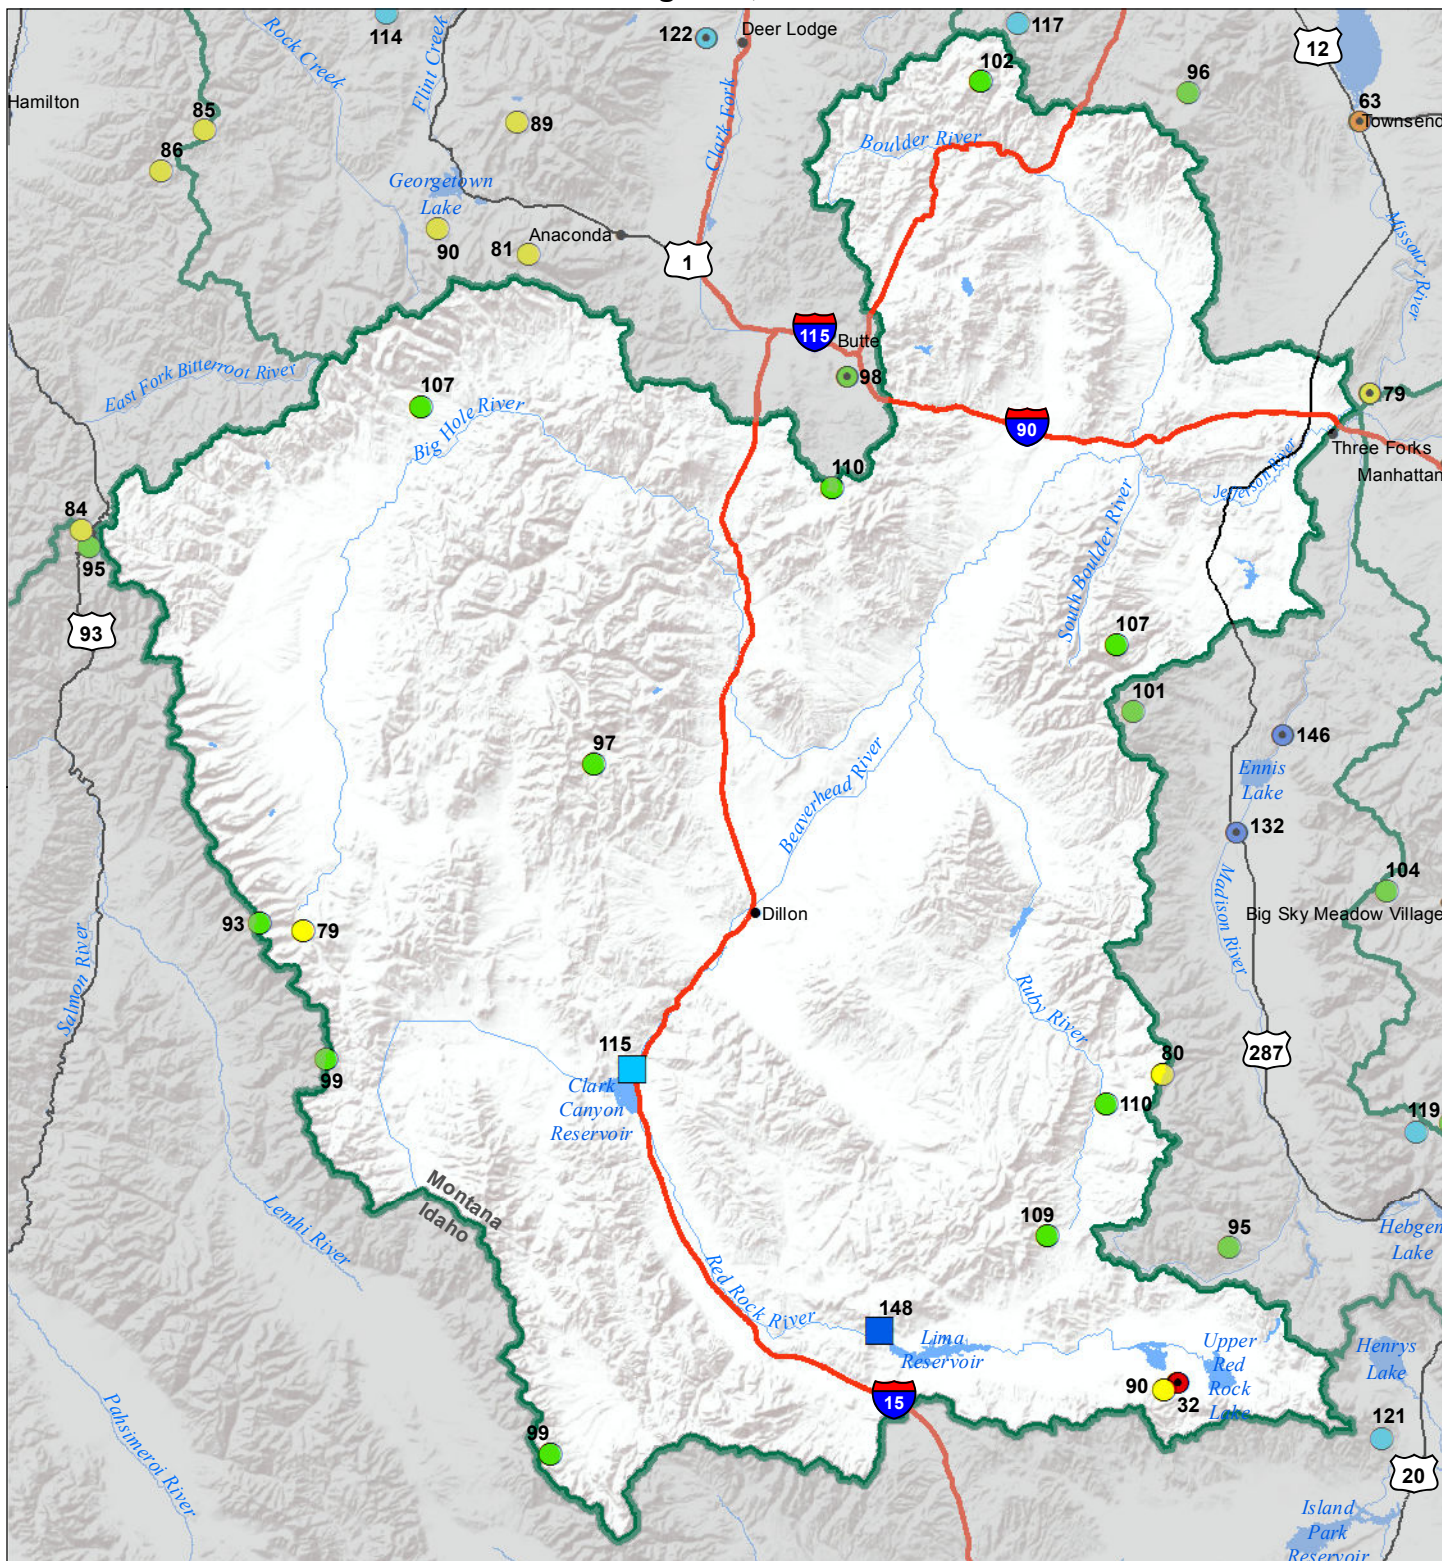 114
Rock Creek
Flint Creek
122
Deer Lodge
117
12
Hamilton
85
86
89
Clark Fork
102
96
63
Townsend
Boulder River
Georgetown
Lake
90
81
Anaconda
1
Missouri River
115
Butte
98
East Fork Bitterroot River
107
Big Hole River
90
79
Three Forks
Manhattan
Jefferson River
110
84
95
93
South Boulder River
107
101
146
Ennis
Lake
97
Beaverhead River
132
104
Madison River
Big Sky Meadow Village
Dillon
93
79
Salmon River
Ruby River
287
99
115
Clark
Canyon
Reservoir
80
110
119
Montana
Idaho
Lemhi River
109
95
Hebgen
Lake
Red Rock River
148
Lima
Reservoir
Upper
Red
Rock
Lake
Henrys
Lake
90
32
15
99
121
20
Pahsimeroi River
Island
Park
Reservoir